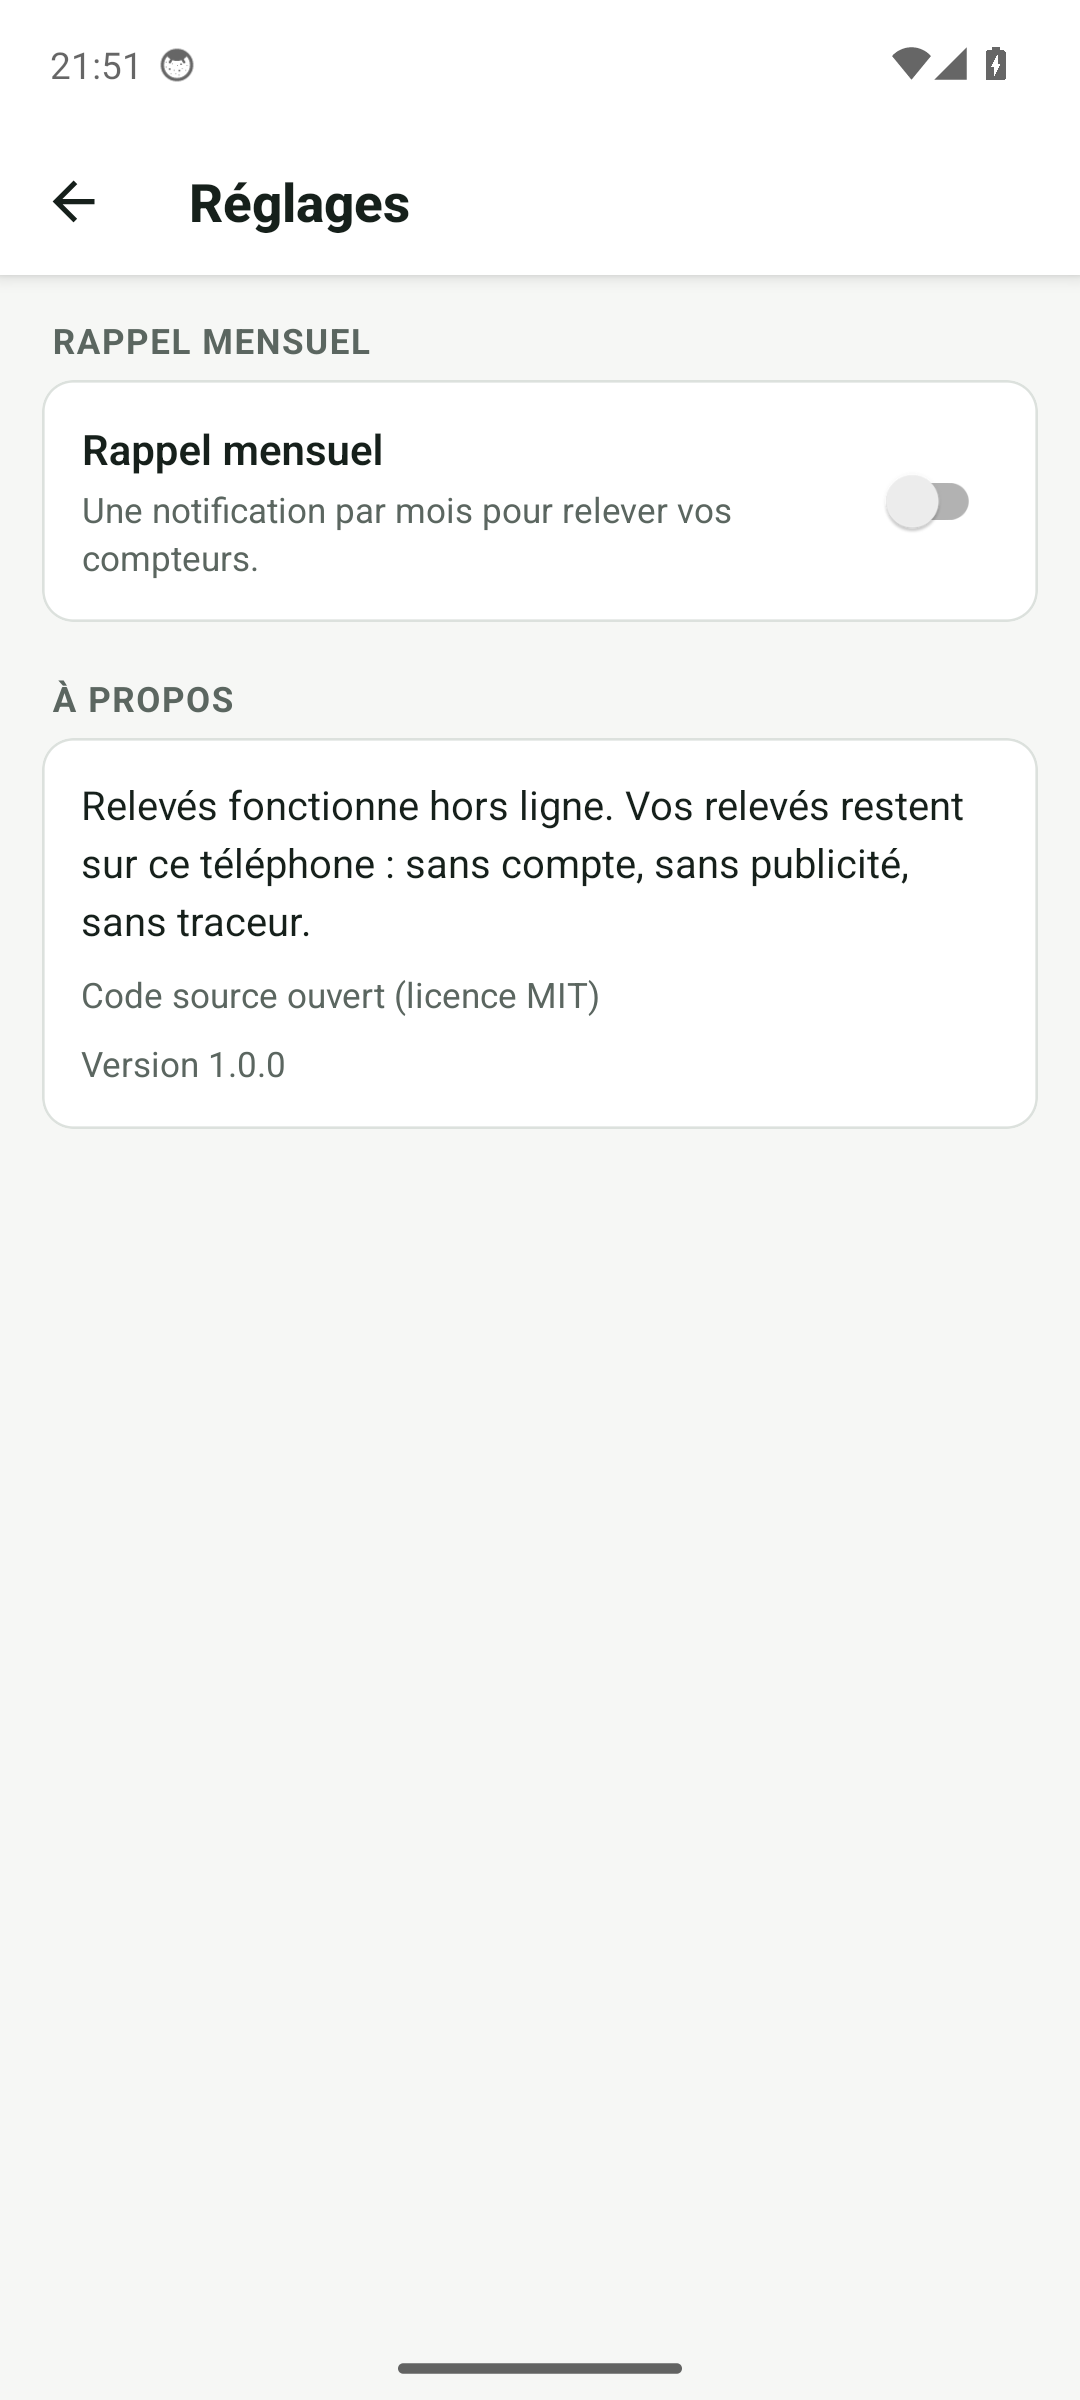 21:51
Réglages
RAPPEL MENSUEL
Rappel mensuel
Une notification par mois pour relever vos
compteurs.
À PROPOS
Relevés fonctionne hors ligne. Vos relevés restent
sur ce téléphone : sans compte, sans publicité,
sans traceur.
Code source ouvert (licence MIT)
Version 1.0.0